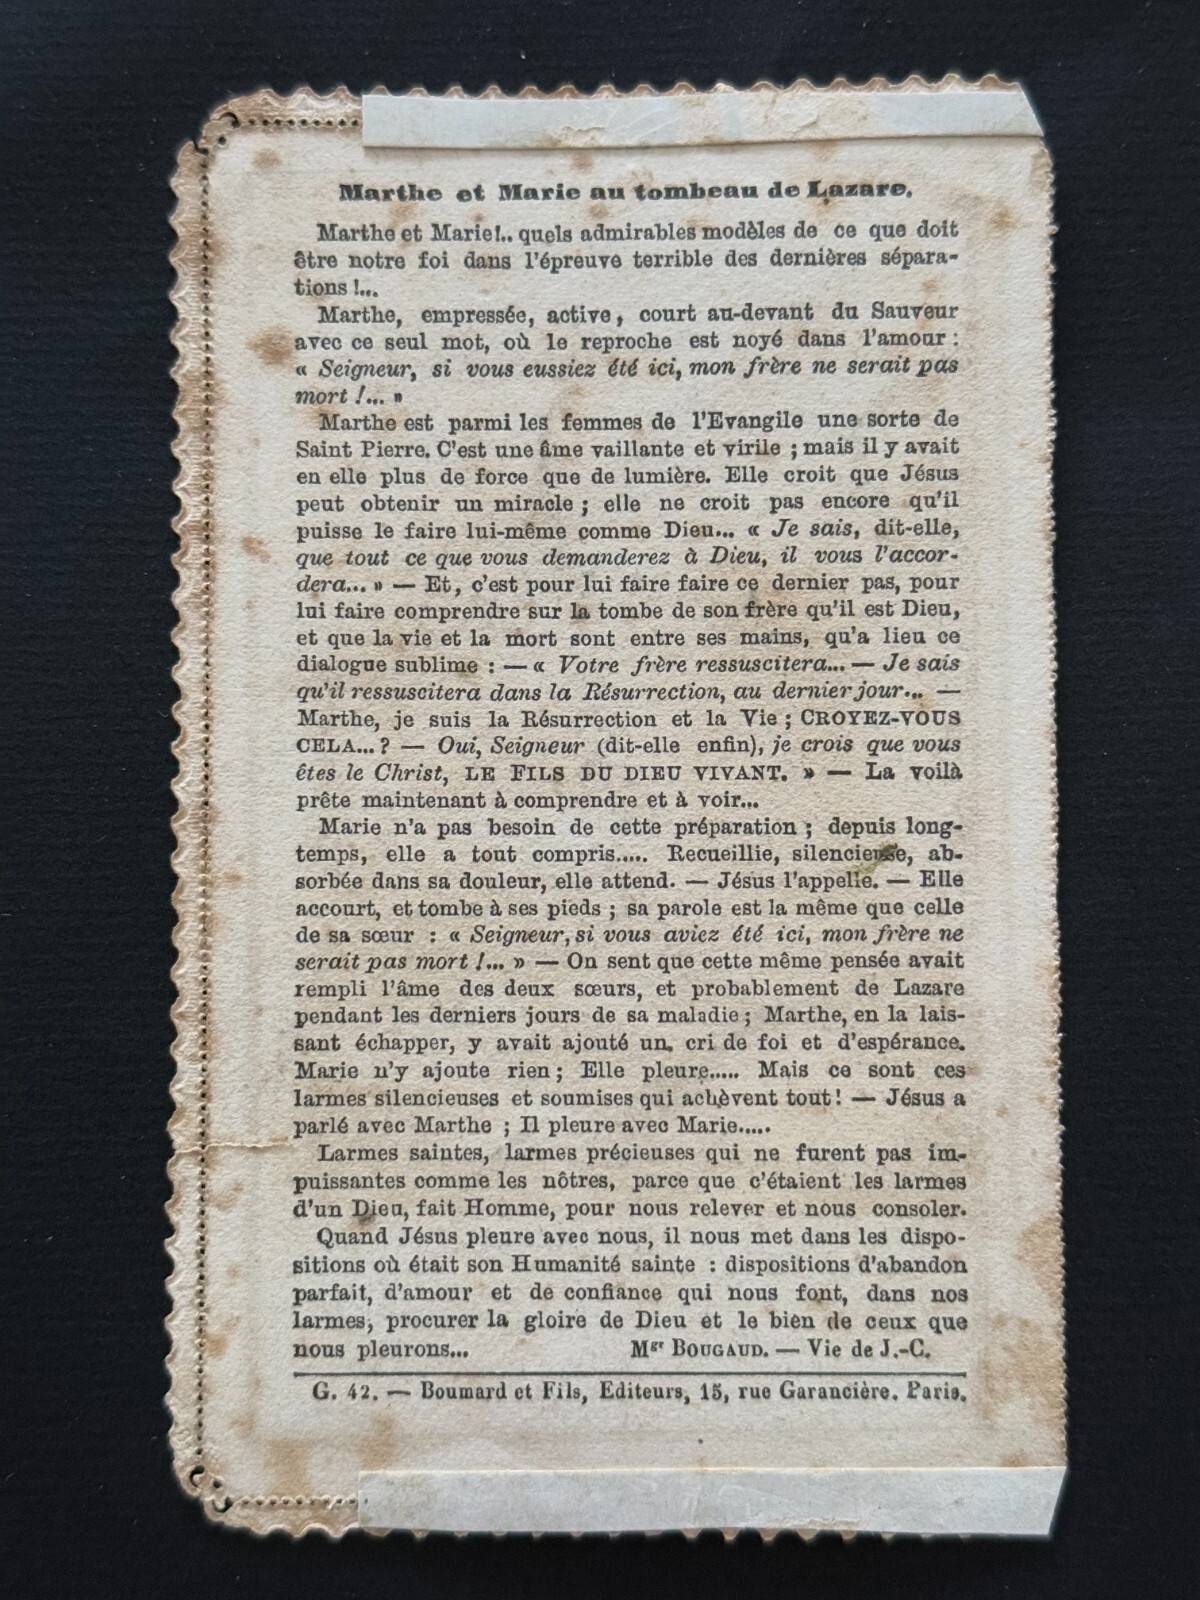 Marthe et Marie au tombeau de Lazare.
Marthe et Marie!.. quels admirables modèles de ce que doit
être notre foi dans l'épreuve terrible des dernières sépara-
tions !...
Marthe, empressée, active, court au-devant du Sauveur
avec ce seul mot, où le reproche est noyé dans l'amour :
« Seigneur, si vous eussiez été ici, mon frère ne serait pas
mort !... »
Marthe est parmi les femmes de l'Evangile une sorte de
Saint Pierre. C'est une âme vaillante et virile ; mais il y avait
en elle plus de force que de lumière. Elle croit que Jésus
peut obtenir un miracle ; elle ne croit pas encore qu'il
puisse le faire lui-même comme Dieu... « Je sais, dit-elle,
que tout ce que vous demanderez à Dieu, il vous l'accor-
dera... » — Et, c'est pour lui faire faire ce dernier pas, pour
lui faire comprendre sur la tombe de son frère qu'il est Dieu,
et que la vie et la mort sont entre ses mains, qu'a lieu ce
dialogue sublime : — « Votre frère ressuscitera... — Je sais
qu'il ressuscitera dans la Résurrection, au dernier jour... —
Marthe, je suis la Résurrection et la Vie ; CROYEZ-VOUS
CELA...? — Oui, Seigneur (dit-elle enfin), je crois que vous
êtes le Christ, LE FILS DU DIEU VIVANT. » — La voilà
prête maintenant à comprendre et à voir...
Marie n'a pas besoin de cette préparation ; depuis long-
temps, elle a tout compris..... Recueillie, silencieuse, ab-
sorbée dans sa douleur, elle attend. — Jésus l'appelle. — Elle
accourt, et tombe à ses pieds ; sa parole est la même que celle
de sa sœur : « Seigneur, si vous aviez été ici, mon frère ne
serait pas mort !... » — On sent que cette même pensée avait
rempli l'âme des deux sœurs, et probablement de Lazare
pendant les derniers jours de sa maladie ; Marthe, en la lais-
sant échapper, y avait ajouté un cri de foi et d'espérance.
Marie n'y ajoute rien ; Elle pleure..... Mais ce sont ces
larmes silencieuses et soumises qui achèvent tout ! — Jésus a
parlé avec Marthe ; Il pleure avec Marie.....
Larmes saintes, larmes précieuses qui ne furent pas im-
puissantes comme les nôtres, parce que c'étaient les larmes
d'un Dieu, fait Homme, pour nous relever et nous consoler.
Quand Jésus pleure avec nous, il nous met dans les dispo-
sitions où était son Humanité sainte : dispositions d'abandon
parfait, d'amour et de confiance qui nous font, dans nos
larmes, procurer la gloire de Dieu et le bien de ceux que
nous pleurons... Mgr BOUGAUD. — Vie de J.-C.
G. 42. — Boumard et Fils, Editeurs, 15, rue Garancière. Paris.